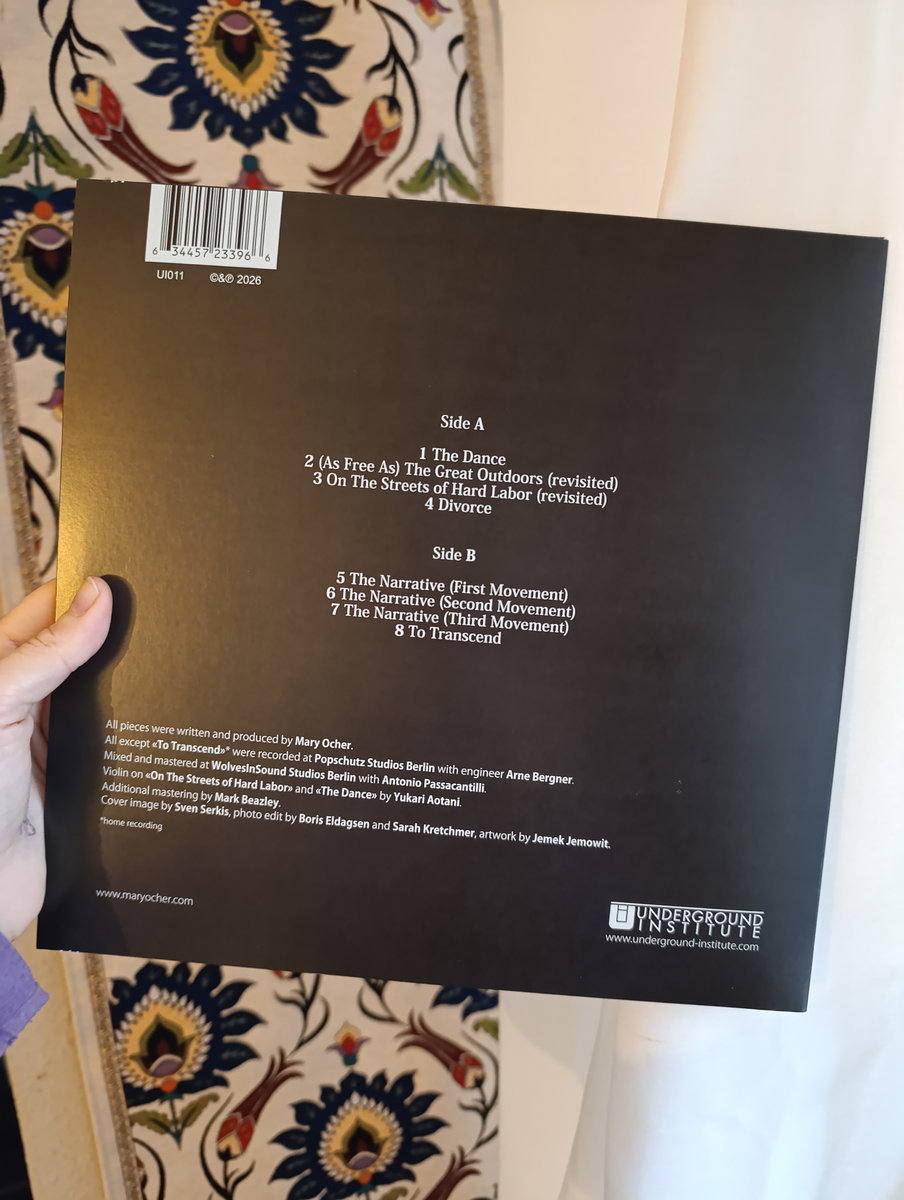 6 34457 23396 6
UI011 ©&℗ 2026
Side A
1 The Dance
2 (As Free As) The Great Outdoors (revisited)
3 On The Streets of Hard Labor (revisited)
4 Divorce
Side B
5 The Narrative (First Movement)
6 The Narrative (Second Movement)
7 The Narrative (Third Movement)
8 To Transcend
All pieces were written and produced by Mary Ocher.
All except «To Transcend»* were recorded at Popschutz Studios Berlin with engineer Arne Bergner.
Mixed and mastered at WolvesInSound Studios Berlin with Antonio Passacantilli.
Violin on «On The Streets of Hard Labor» and «The Dance» by Yukari Aotani.
Additional mastering by Mark Beazley.
Cover image by Sven Serkis, photo edit by Boris Eldagsen and Sarah Kretchmer, artwork by Jemek Jemowit.
*home recording
www.maryocher.com
UNDERGROUND
INSTITUTE
www.underground-institute.com